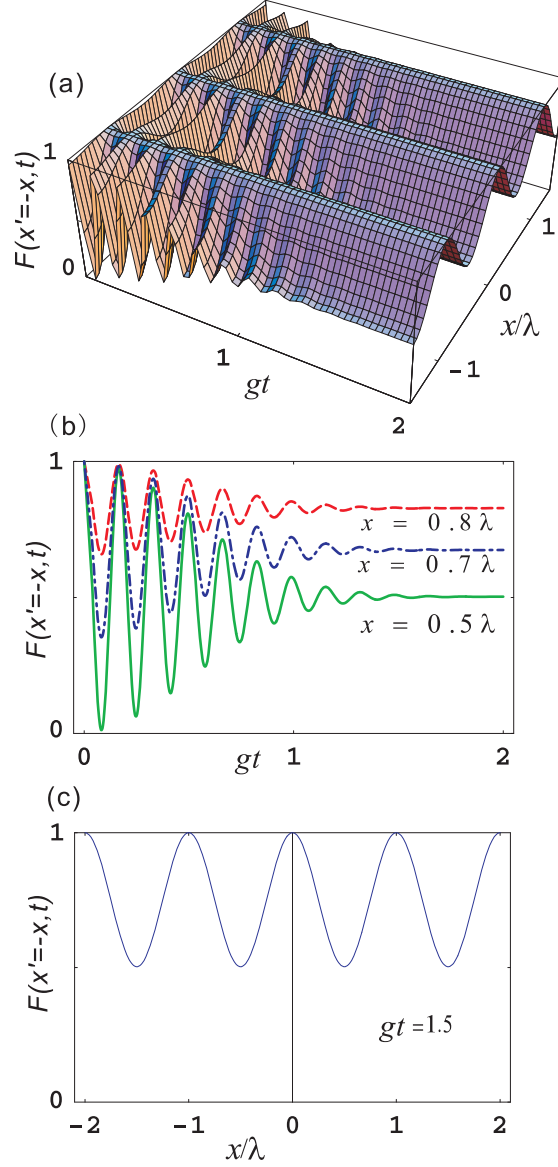 (a)
1
F(x'=-x,t)
0
1
gt
2
1
0
x/λ
-1
(b)
1
F(x'=-x,t)
x = 0.8 λ
x = 0.7 λ
x = 0.5 λ
0
0
gt
1
2
(c)
1
F(x'=-x,t)
gt =1.5
0
-2
-1
0
1
2
x/λ